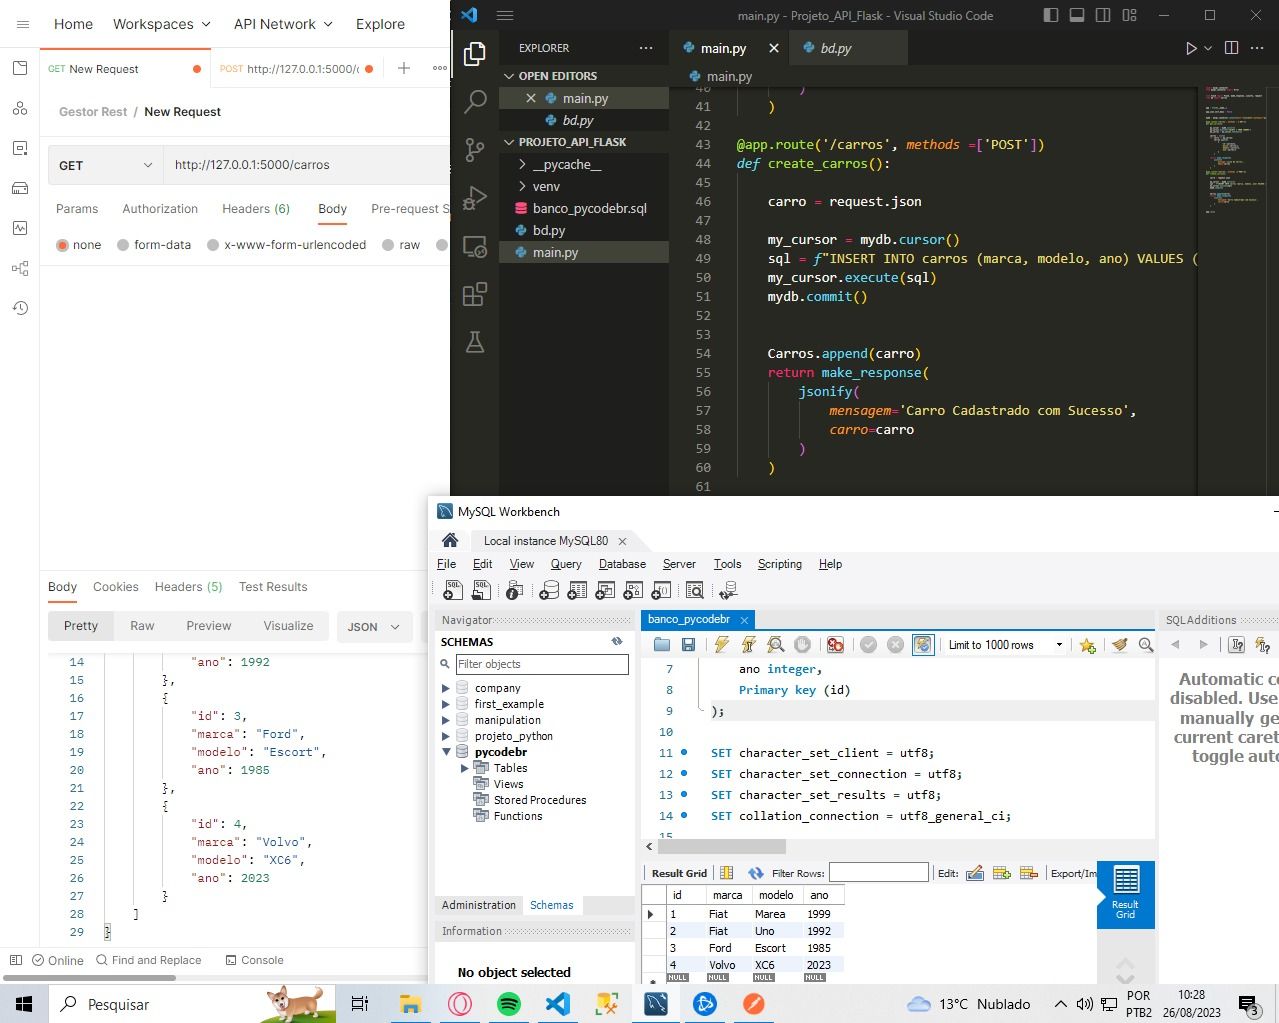 Home
Workspaces
API Network
Explore
GET New Request
POST http://127.0.0.1:5000/c
Gestor Rest / New Request
GET
http://127.0.0.1:5000/carros
Params
Authorization
Headers (6)
Body
Pre-request S
none
form-data
x-www-form-urlencoded
raw
Body
Cookies
Headers (5)
Test Results
Pretty
Raw
Preview
Visualize
JSON
14 "ano": 1992
15 },
16 {
17 "id": 3,
18 "marca": "Ford",
19 "modelo": "Escort",
20 "ano": 1985
21 },
22 {
23 "id": 4,
24 "marca": "Volvo",
25 "modelo": "XC6",
26 "ano": 2023
27 }
28 ]
29 }
Online
Find and Replace
Console
main.py - Projeto_API_Flask - Visual Studio Code
EXPLORER
OPEN EDITORS
main.py
bd.py
PROJETO_API_FLASK
__pycache__
venv
banco_pycodebr.sql
bd.py
main.py
main.py
bd.py
main.py
40 )
41 )
42
43 @app.route('/carros', methods =['POST'])
44 def create_carros():
45
46 carro = request.json
47
48 my_cursor = mydb.cursor()
49 sql = f"INSERT INTO carros (marca, modelo, ano) VALUES (
50 my_cursor.execute(sql)
51 mydb.commit()
52
53
54 Carros.append(carro)
55 return make_response(
56 jsonify(
57 mensagem='Carro Cadastrado com Sucesso',
58 carro=carro
59 )
60 )
61
MySQL Workbench
Local instance MySQL80
File
Edit
View
Query
Database
Server
Tools
Scripting
Help
Navigator
SCHEMAS
Filter objects
company
first_example
manipulation
projeto_python
pycodebr
Tables
Views
Stored Procedures
Functions
Administration
Schemas
Information
No object selected
banco_pycodebr
Limit to 1000 rows
7 ano integer,
8 Primary key (id)
9 );
10
11 SET character_set_client = utf8;
12 SET character_set_connection = utf8;
13 SET character_set_results = utf8;
14 SET collation_connection = utf8_general_ci;
15
Result Grid
Filter Rows:
Edit:
Export/Im
id marca modelo ano
1 Fiat Marea 1999
2 Fiat Uno 1992
3 Ford Escort 1985
4 Volvo XC6 2023
NULL NULL NULL NULL
Result
Grid
SQLAdditions
Automatic co
disabled. Use
manually ge
current caret
toggle auto
Pesquisar
13°C Nublado
POR
PTB2
10:28
26/08/2023
3